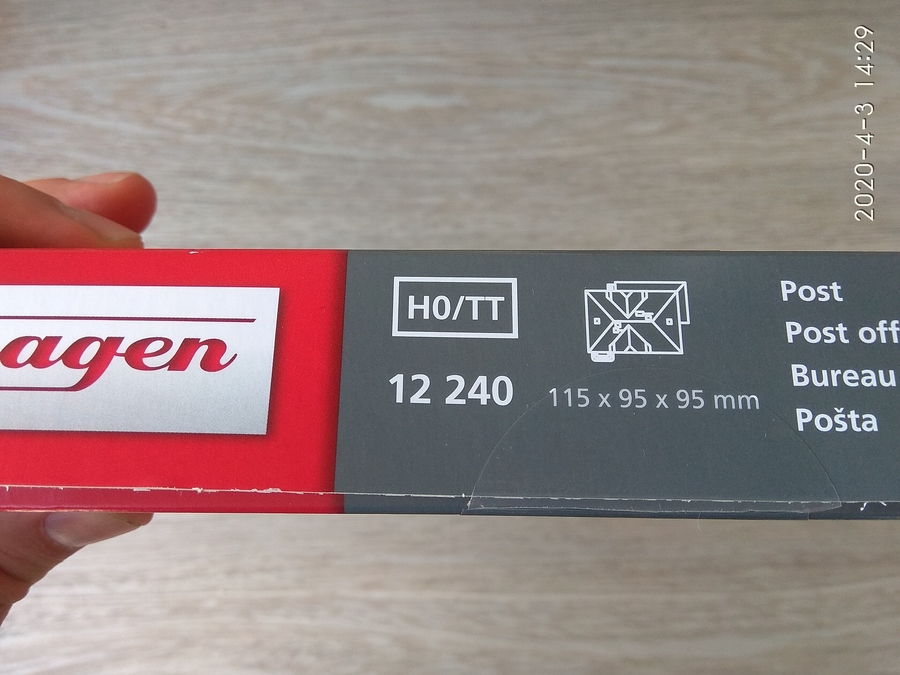 agen
H0/TT
12 240
115 x 95 x 95 mm
Post
Post off
Bureau
Pošta
2020-4-3 14:29